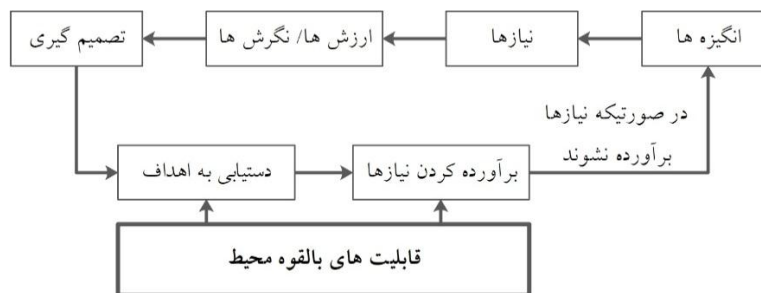 انگیزه ها
نیازها
ارزش ها/ نگرش ها
تصمیم گیری
در صورتیکه نیازها
برآورده نشوند
برآورده کردن نیازها
دستیابی به اهداف
قابلیت های بالقوه محیط